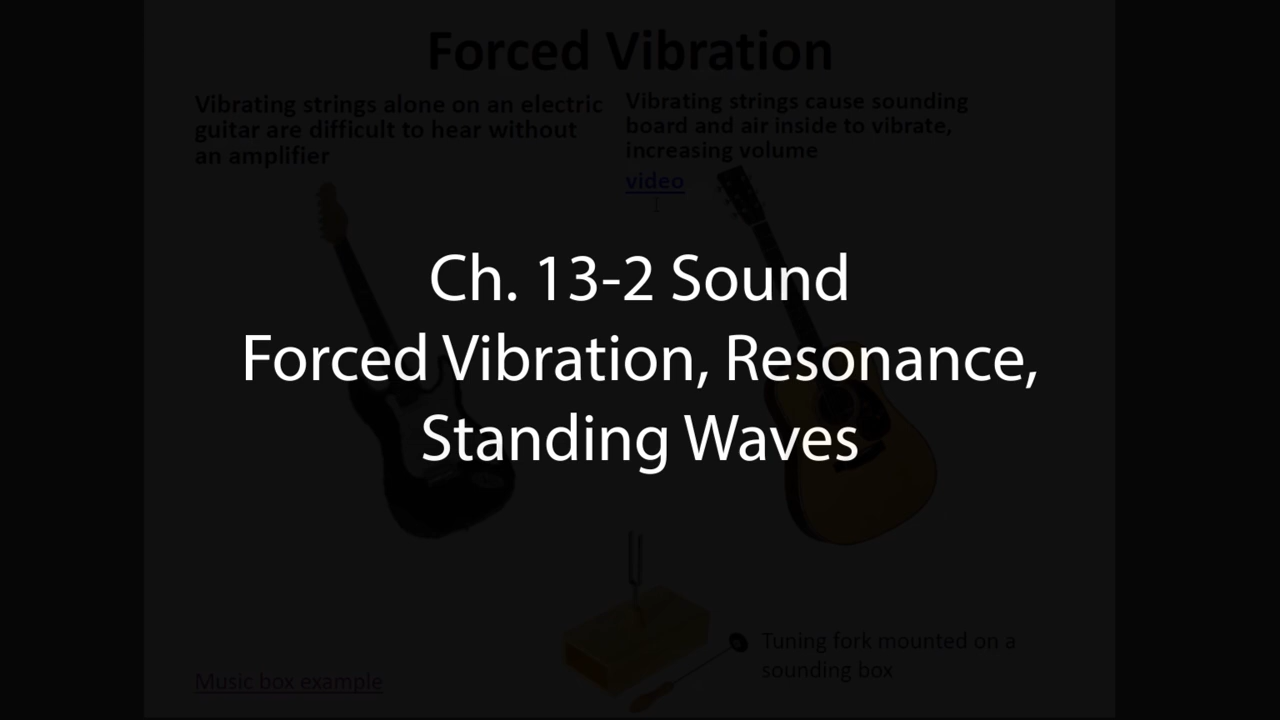 Forced Vibration
Vibrating strings alone on an electric
guitar are difficult to hear without
an amplifier
Vibrating strings cause sounding
board and air inside to vibrate,
increasing volume
video
Ch. 13-2 Sound
Forced Vibration, Resonance,
Standing Waves
Tuning fork mounted on a
sounding box
Music box example